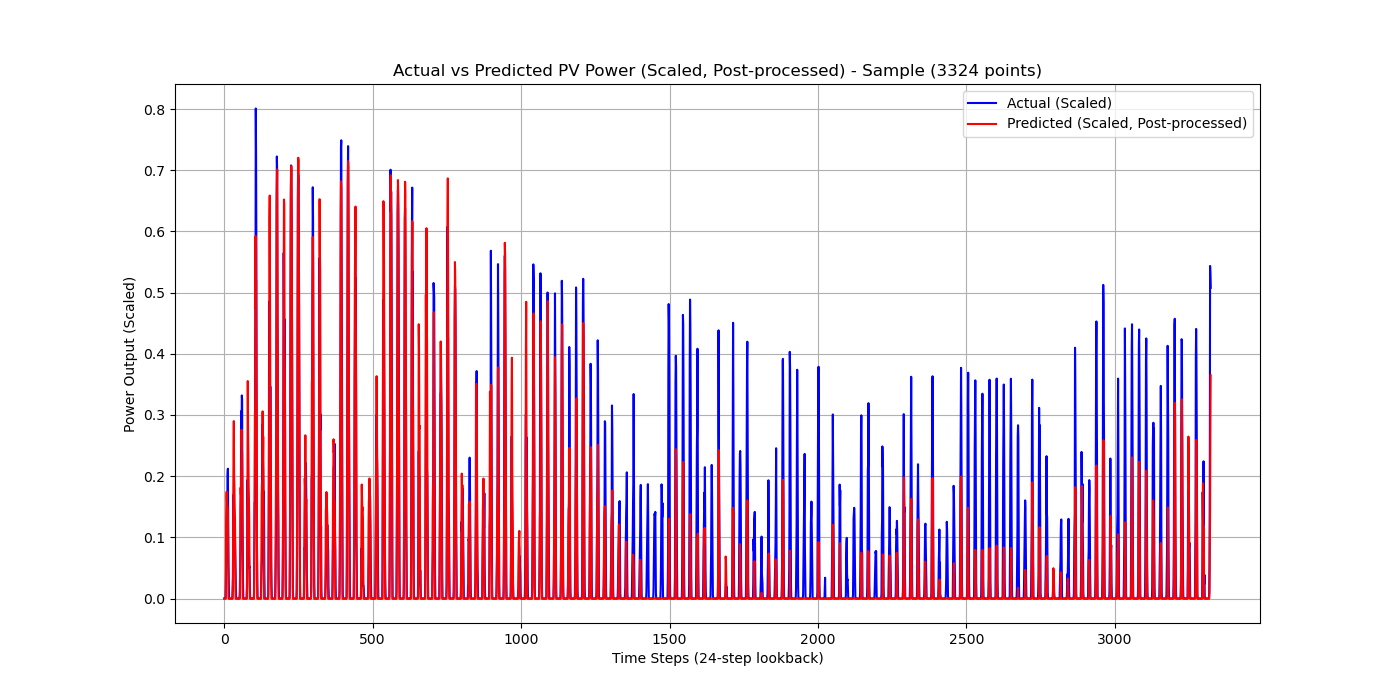 Actual vs Predicted PV Power (Scaled, Post-processed) - Sample (3324 points)
Actual (Scaled)
Predicted (Scaled, Post-processed)
Power Output (Scaled)
0.8
0.7
0.6
0.5
0.4
0.3
0.2
0.1
0.0
0 500 1000 1500 2000 2500 3000
Time Steps (24-step lookback)